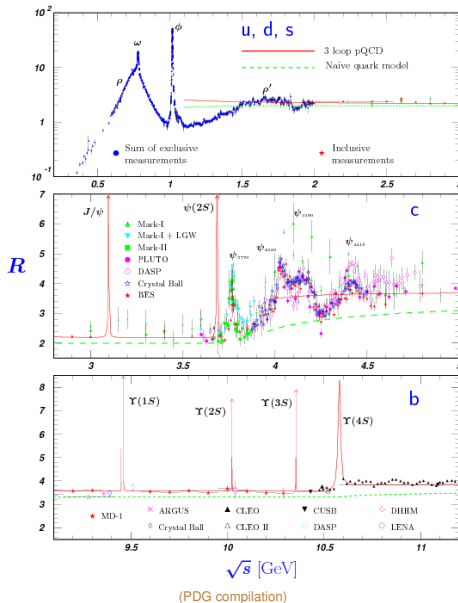 u, d, s
ϕ
ω
ρ
ρ′
3 loop pQCD
Naive quark model
Sum of exclusive
measurements
Inclusive
measurements
10²
10
1
10⁻¹
0.5 1 1.5 2 2.5 3
J/ψ
ψ(2S)
c
Mark-I
Mark-I + LGW
Mark-II
PLUTO
DASP
Crystal Ball
BES
ψ₃₇₇₀
ψ₄₀₄₀
ψ₄₁₆₀
ψ₄₄₁₅
R
7
6
5
4
3
2
3 3.5 4 4.5 5
b
Υ(1S)
Υ(2S)
Υ(3S)
Υ(4S)
MD-1
ARGUS
Crystal Ball
CLEO
CLEO II
CUSB
DASP
DHHM
LENA
8
7
6
5
4
3
2
9.5 10 10.5 11
√s [GeV]
(PDG compilation)